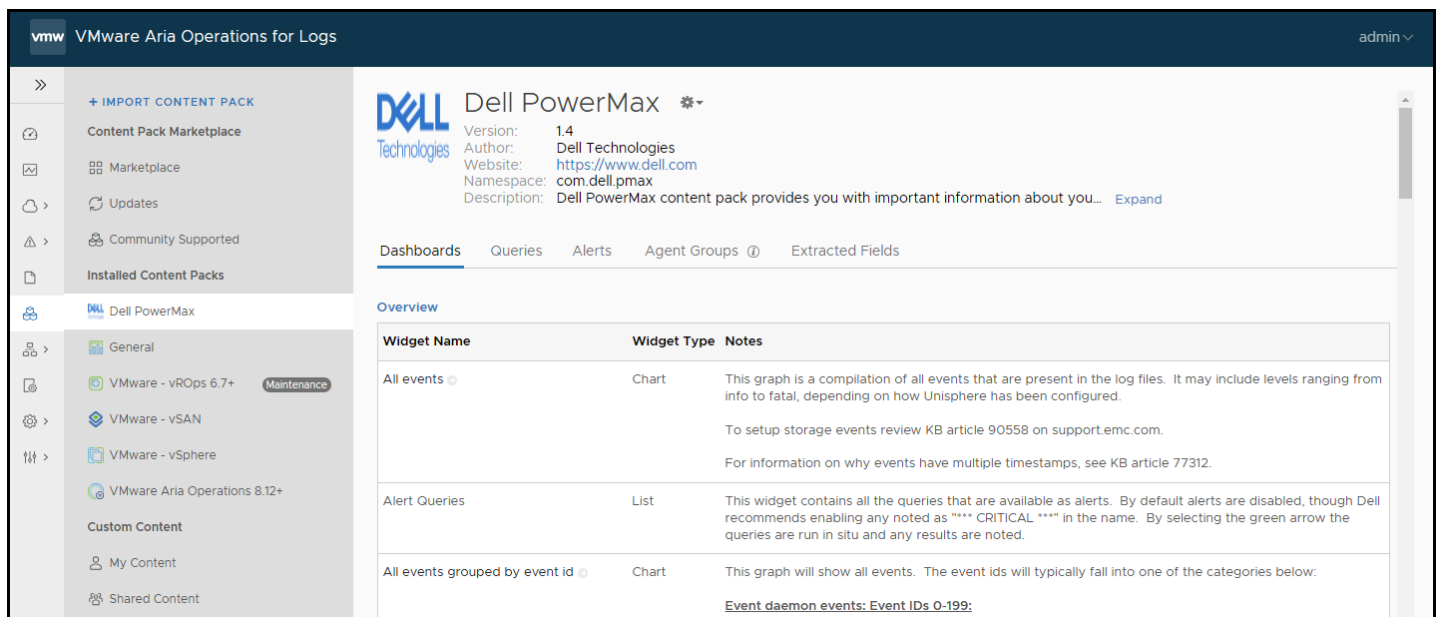 vmw VMware Aria Operations for Logs
admin
+ IMPORT CONTENT PACK
Content Pack Marketplace
Marketplace
Updates
Community Supported
Installed Content Packs
Dell PowerMax
General
VMware - vROps 6.7+ Maintenance
VMware - vSAN
VMware - vSphere
VMware Aria Operations 8.12+
Custom Content
My Content
Shared Content
DELL
Technologies
Dell PowerMax
Version: 1.4
Author: Dell Technologies
Website: https://www.dell.com
Namespace: com.dell.pmax
Description: Dell PowerMax content pack provides you with important information about you... Expand
Dashboards Queries Alerts Agent Groups Extracted Fields
Overview
Widget Name Widget Type Notes
All events Chart This graph is a compilation of all events that are present in the log files. It may include levels ranging from
info to fatal, depending on how Unisphere has been configured.
To setup storage events review KB article 90558 on support.emc.com.
For information on why events have multiple timestamps, see KB article 77312.
Alert Queries List This widget contains all the queries that are available as alerts. By default alerts are disabled, though Dell
recommends enabling any noted as "*** CRITICAL ***" in the name. By selecting the green arrow the
queries are run in situ and any results are noted.
All events grouped by event id Chart This graph will show all events. The event ids will typically fall into one of the categories below:
Event daemon events: Event IDs 0-199: